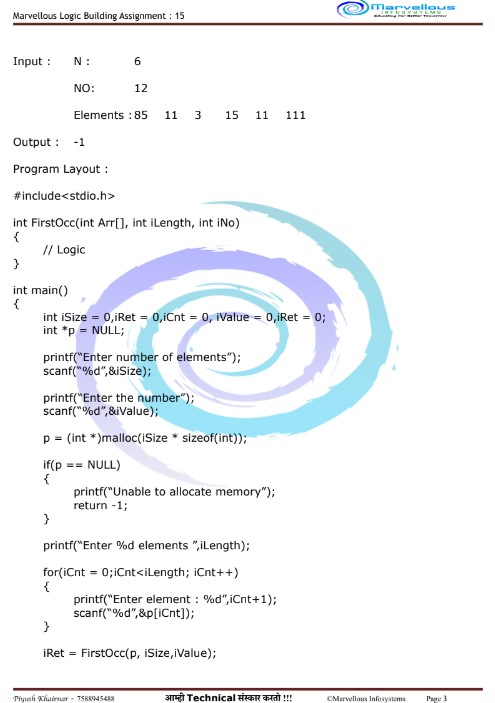 Marvellous Logic Building Assignment : 15
Marvellous
INFOSYSTEMS
Educating for Better Tomorrow
Input : N : 6
NO: 12
Elements : 85 11 3 15 11 111
Output : -1
Program Layout :
#include<stdio.h>
int FirstOcc(int Arr[], int iLength, int iNo)
{
// Logic
}
int main()
{
int iSize = 0,iRet = 0,iCnt = 0, iValue = 0,iRet = 0;
int *p = NULL;
printf(“Enter number of elements”);
scanf(“%d”,&iSize);
printf(“Enter the number”);
scanf(“%d”,&iValue);
p = (int *)malloc(iSize * sizeof(int));
if(p == NULL)
{
printf(“Unable to allocate memory”);
return -1;
}
printf(“Enter %d elements ”,iLength);
for(iCnt = 0;iCnt<iLength; iCnt++)
{
printf(“Enter element : %d”,iCnt+1);
scanf(“%d”,&p[iCnt]);
}
iRet = FirstOcc(p, iSize,iValue);
Piyush Khairnar - 7588945488 आम्ही Technical संस्कार करतो !!! ©Marvellous Infosystems Page 3